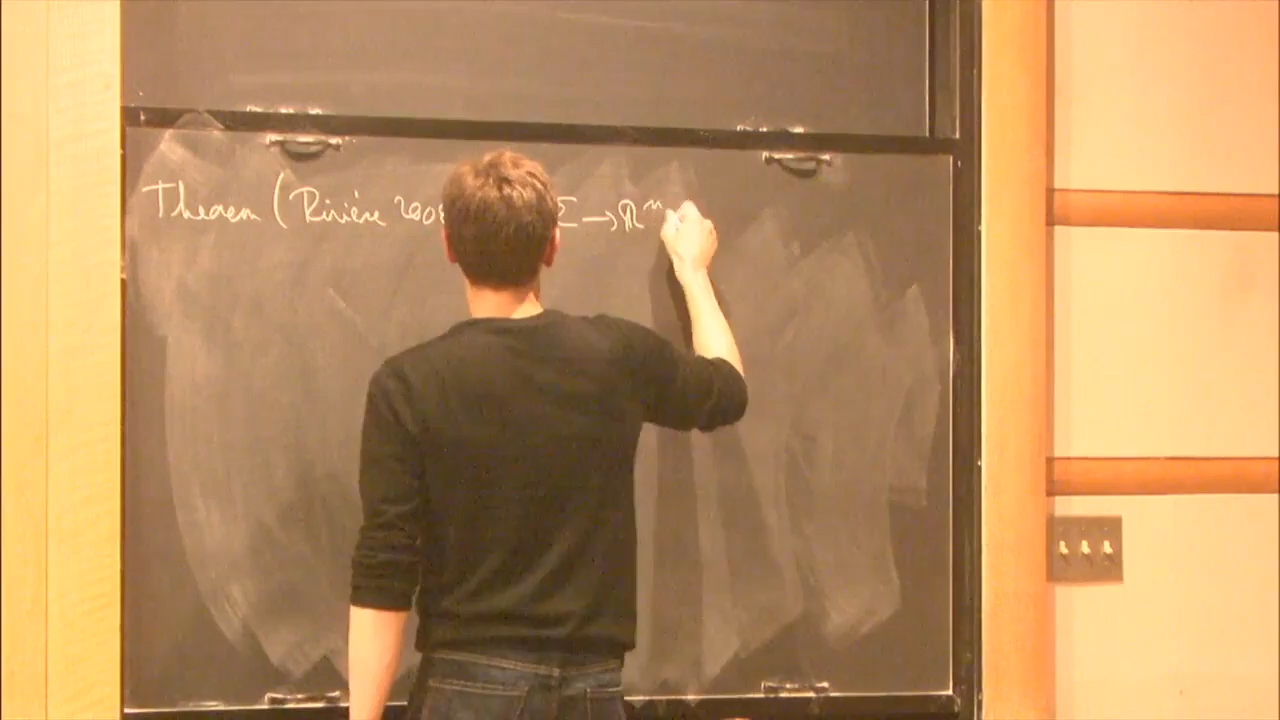 Theorem (Rivière 2008 Σ → ℝⁿ